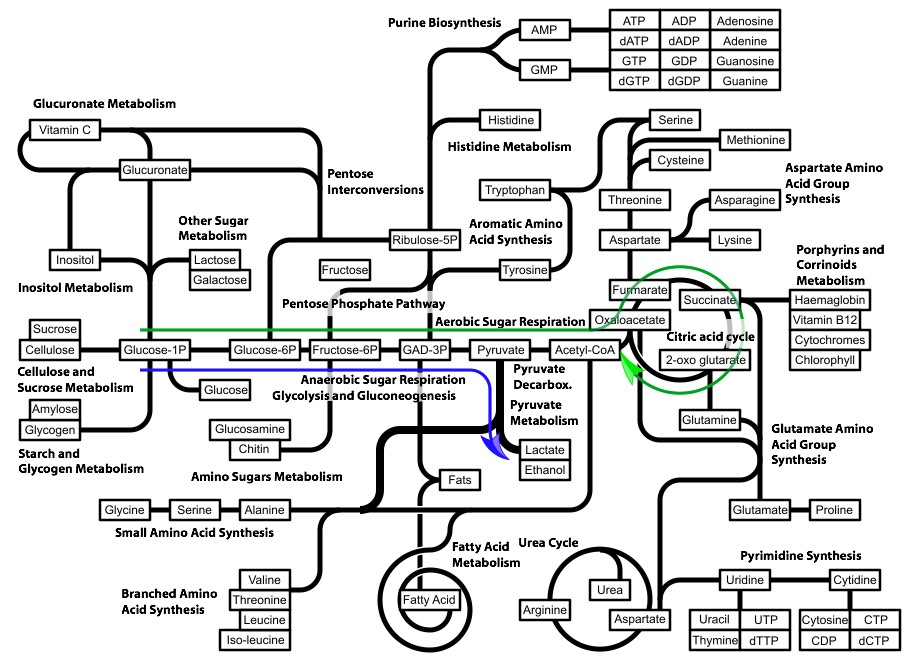 Purine Biosynthesis
AMP
ATP ADP Adenosine
dATP dADP Adenine
GMP
GTP GDP Guanosine
dGTP dGDP Guanine
Glucuronate Metabolism
Vitamin C
Histidine
Serine
Histidine Metabolism
Methionine
Cysteine
Glucuronate
Pentose
Interconversions
Tryptophan
Aspartate Amino
Acid Group
Synthesis
Threonine
Asparagine
Other Sugar
Metabolism
Aromatic Amino
Acid Synthesis
Ribulose-5P
Aspartate
Lysine
Inositol
Lactose
Galactose
Inositol Metabolism
Fructose
Tyrosine
Porphyrins and
Corrinoids
Metabolism
Furmarate
Succinate
Haemaglobin
Vitamin B12
Cytochromes
Chlorophyll
Pentose Phosphate Pathway
Aerobic Sugar Respiration
Oxaloacetate
Citric acid cycle
2-oxo glutarate
Sucrose
Cellulose
Glucose-1P
Glucose-6P
Fructose-6P
GAD-3P
Pyruvate
Acetyl-CoA
Cellulose and
Sucrose Metabolism
Anaerobic Sugar Respiration
Glycolysis and Gluconeogenesis
Pyruvate
Decarbox.
Glucose
Pyruvate
Metabolism
Amylose
Glycogen
Starch and
Glycogen Metabolism
Glucosamine
Chitin
Amino Sugars Metabolism
Lactate
Ethanol
Glutamine
Glutamate Amino
Acid Group
Synthesis
Fats
Glycine
Serine
Alanine
Small Amino Acid Synthesis
Glutamate
Proline
Fatty Acid
Metabolism
Urea Cycle
Pyrimidine Synthesis
Branched Amino
Acid Synthesis
Valine
Threonine
Leucine
Iso-leucine
Fatty Acid
Urea
Arginine
Aspartate
Uridine
Cytidine
Uracil UTP
Thymine dTTP
Cytosine CTP
CDP dCTP